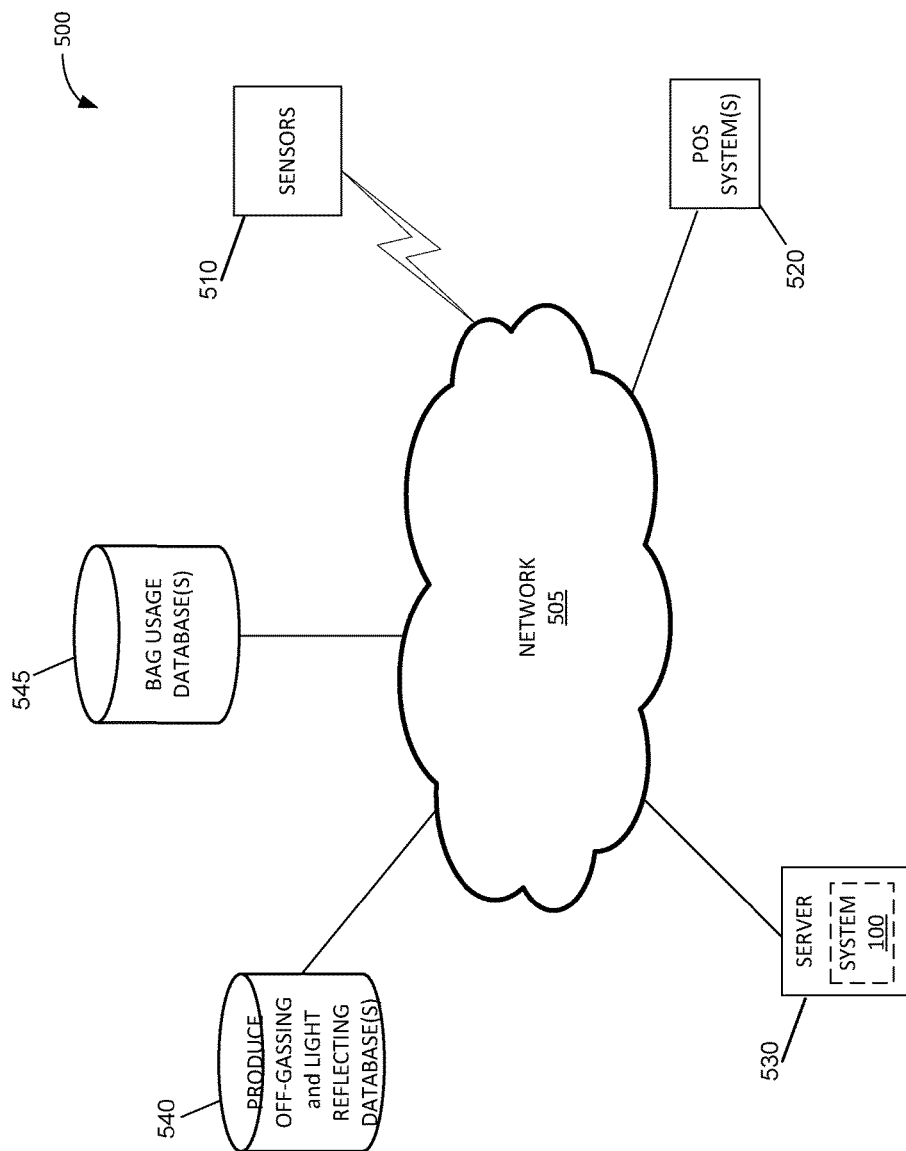 500
SENSORS
510
POS
SYSTEM(S)
520
545
BAG USAGE
DATABASE(S)
NETWORK
505
540
PRODUCE
OFF-GASSING
and LIGHT
REFLECTING
DATABASE(S)
SERVER
SYSTEM
100
530